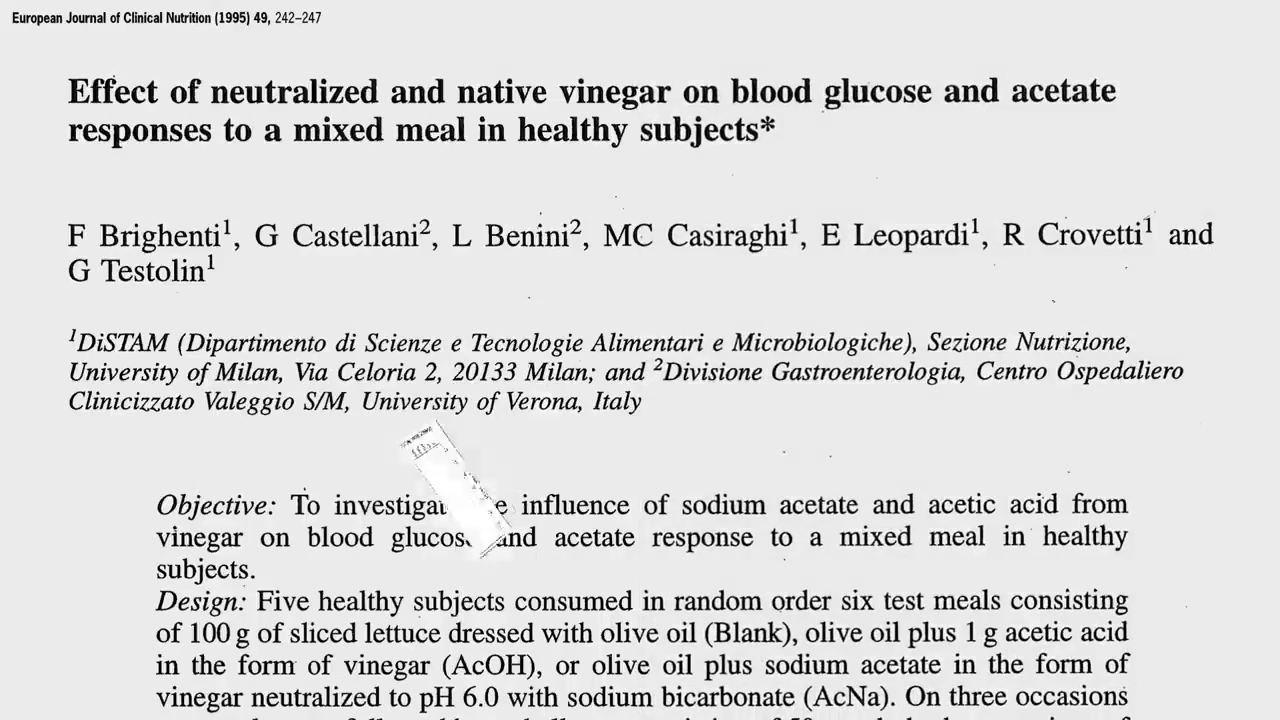 European Journal of Clinical Nutrition (1995) 49, 242–247
Effect of neutralized and native vinegar on blood glucose and acetate
responses to a mixed meal in healthy subjects*
F Brighenti¹, G Castellani², L Benini², MC Casiraghi¹, E Leopardi¹, R Crovetti¹ and
G Testolin¹
¹DiSTAM (Dipartimento di Scienze e Tecnologie Alimentari e Microbiologiche), Sezione Nutrizione,
University of Milan, Via Celoria 2, 20133 Milan; and ²Divisione Gastroenterologia, Centro Ospedaliero
Clinicizzato Valeggio S/M, University of Verona, Italy
Objective: To influence of sodium acetate and acetic acid from
vinegar on blood and acetate response to a mixed meal in healthy
subjects.
Design: Five healthy subjects consumed in random order six test meals consisting
of 100 g of sliced lettuce dressed with olive oil (Blank), olive oil plus 1 g acetic acid
in the form of vinegar (AcOH), or olive oil plus sodium acetate in the form of
vinegar neutralized to pH 6.0 with sodium bicarbonate (AcNa). On three occasions